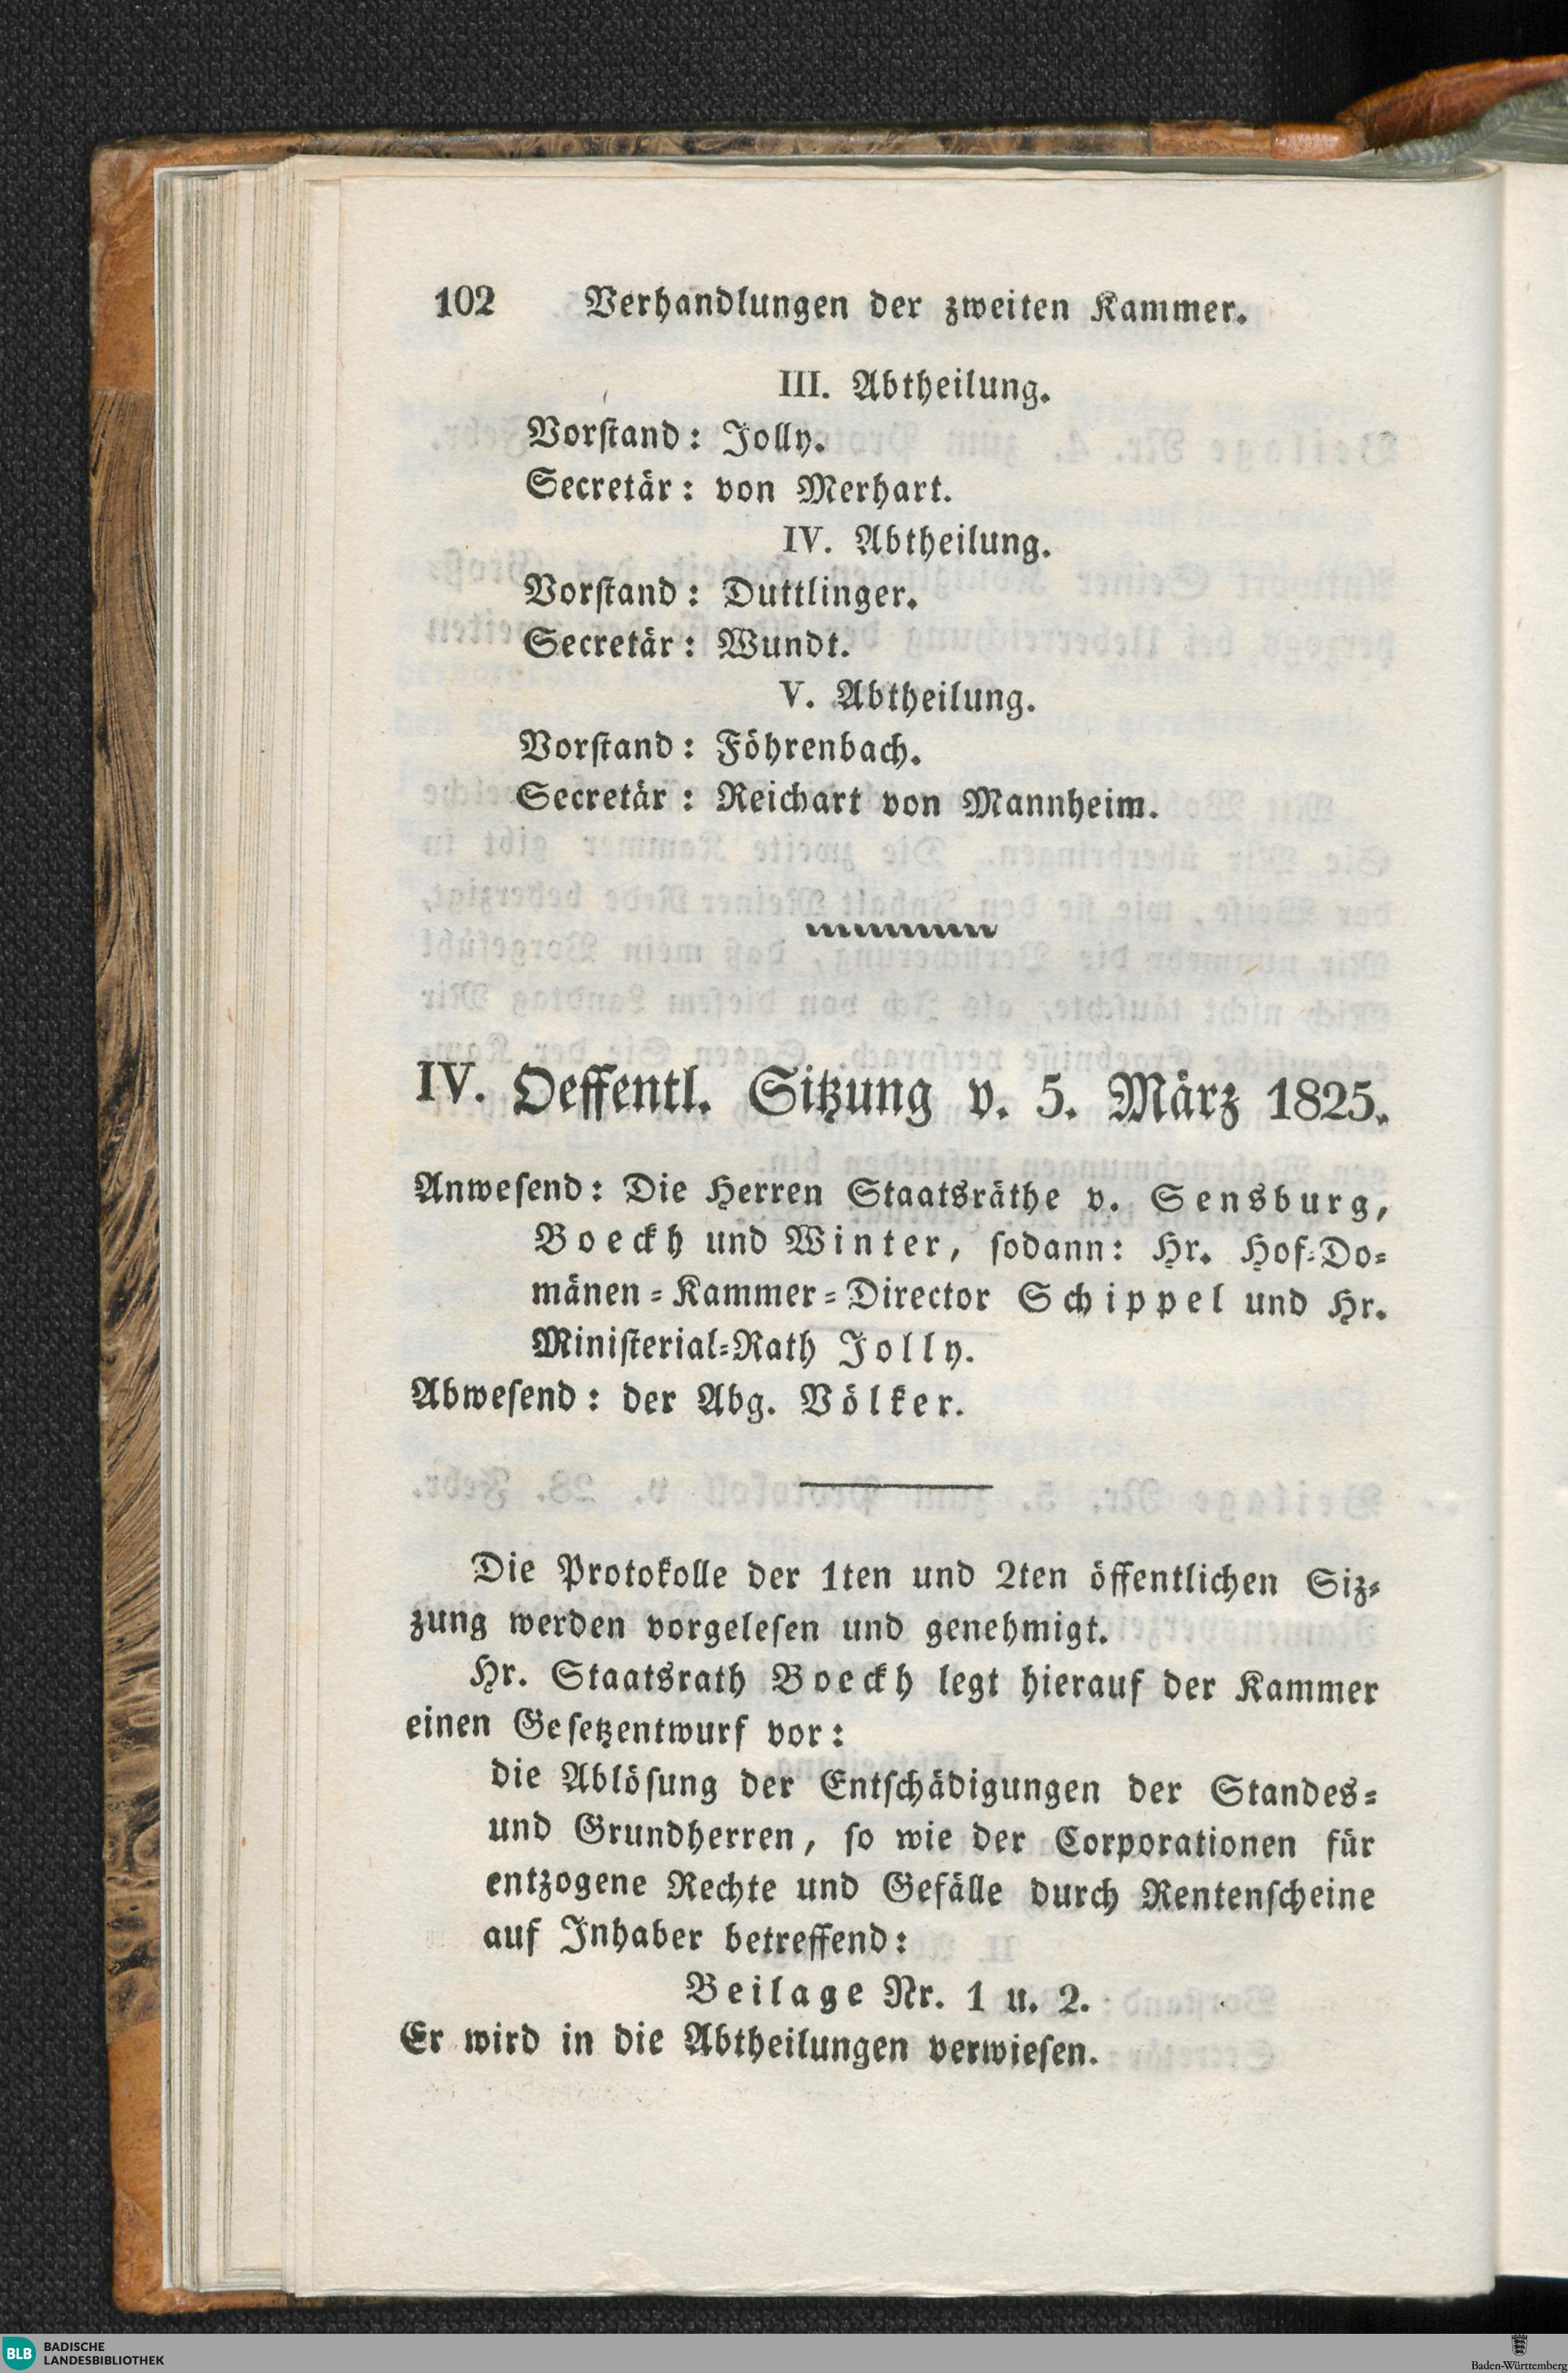 102 Verhandlungen der zweiten Kammer.
III. Abtheilung.
Vorſtand: Jolly.
Secretär: von Merhart.
IV. Abtheilung.
Vorſtand: Duttlinger.
Secretär: Wundt.
V. Abtheilung.
Vorſtand: Föhrenbach.
Secretär: Reichart von Mannheim.
IV. Oeffentl. Sitzung v. 5. März 1825.
Anweſend: Die Herren Staatsräthe v. Sensburg,
Boeckh und Winter, ſodann: Hr. Hof-Do-
mänen-Kammer-Director Schippel und Hr.
Miniſterial-Rath Jolly.
Abweſend: der Abg. Völker.
Die Protokolle der 1ten und 2ten öffentlichen Siz-
zung werden vorgeleſen und genehmigt.
Hr. Staatsrath Boeckh legt hierauf der Kammer
einen Geſetzentwurf vor:
die Ablöſung der Entſchädigungen der Standes-
und Grundherren, ſo wie der Corporationen für
entzogene Rechte und Gefälle durch Rentenſcheine
auf Inhaber betreffend:
Beilage Nr. 1 u. 2.
Er wird in die Abtheilungen verwieſen.
BLB BADISCHE
LANDESBIBLIOTHEK
Baden-Württemberg